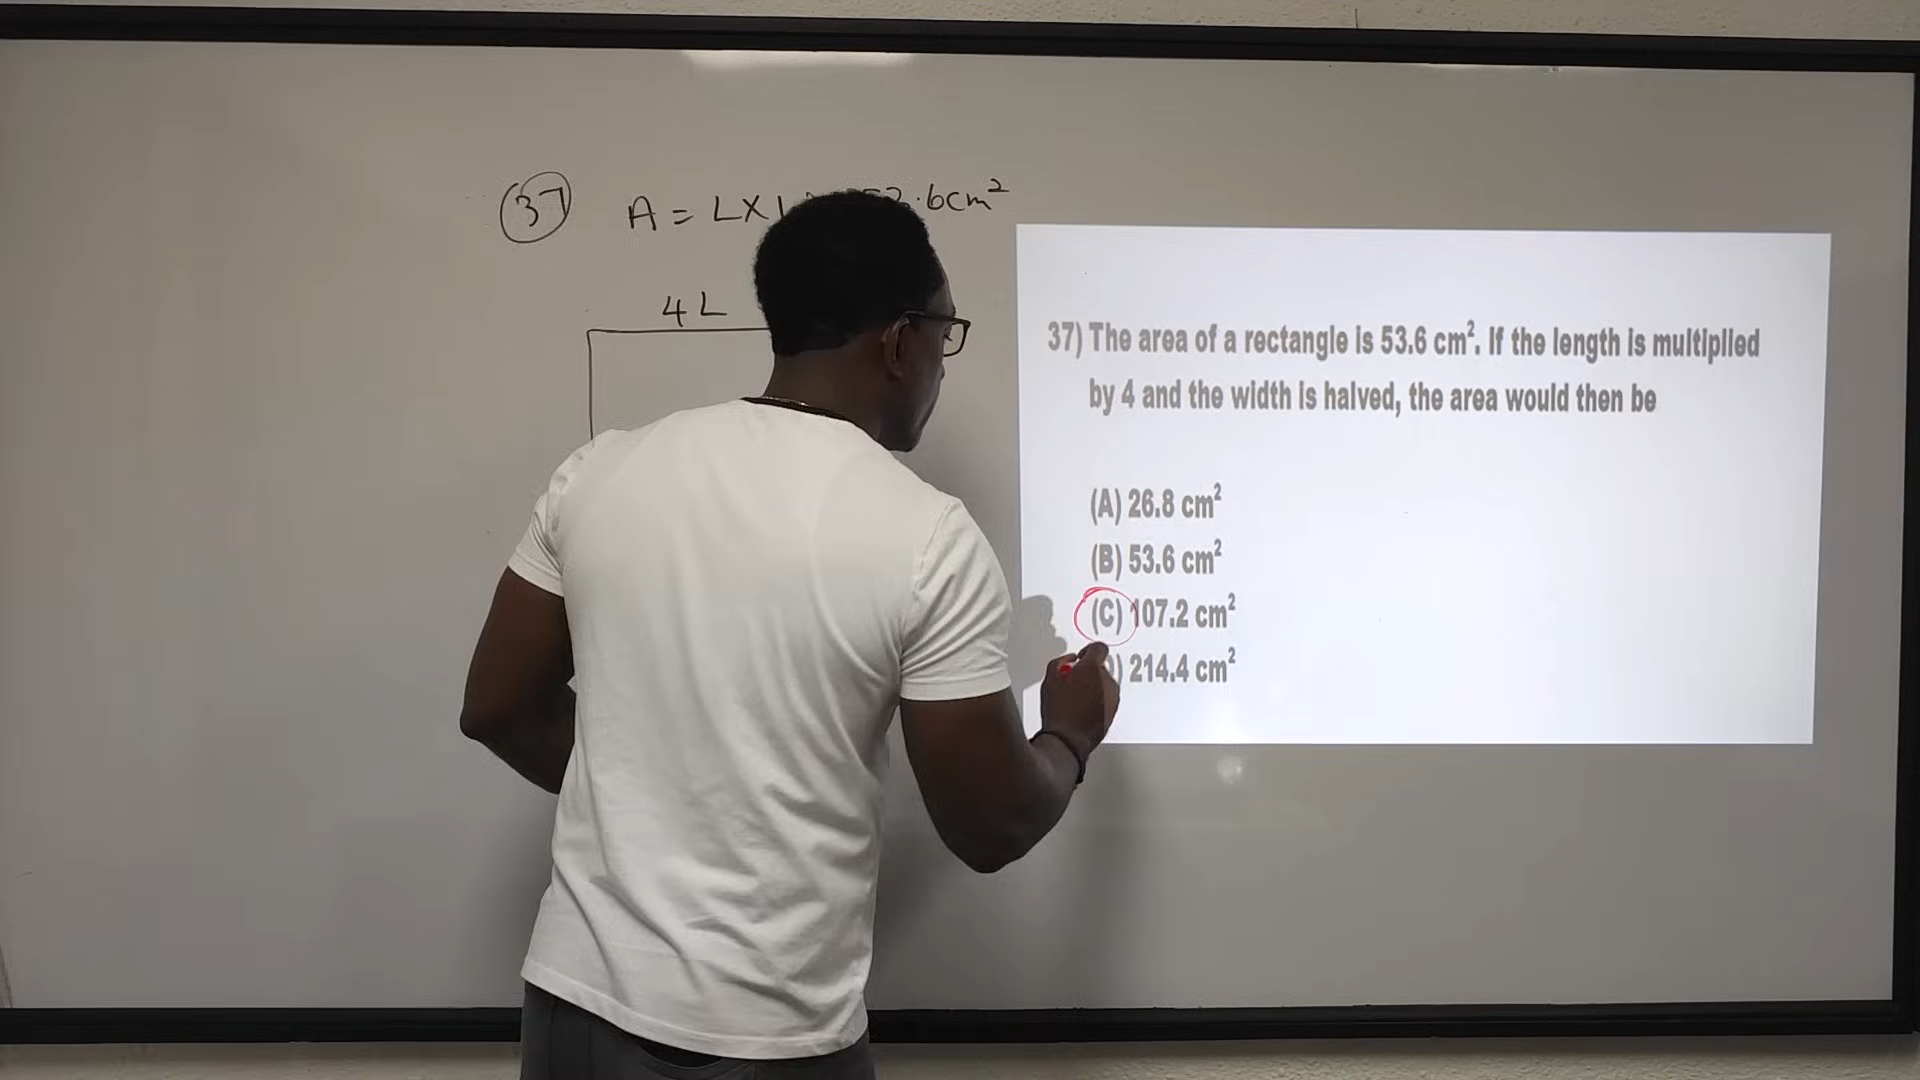 37 A = L X .6cm²
4L
37) The area of a rectangle is 53.6 cm². If the length is multiplied
by 4 and the width is halved, the area would then be
(A) 26.8 cm²
(B) 53.6 cm²
(C) 107.2 cm²
) 214.4 cm²